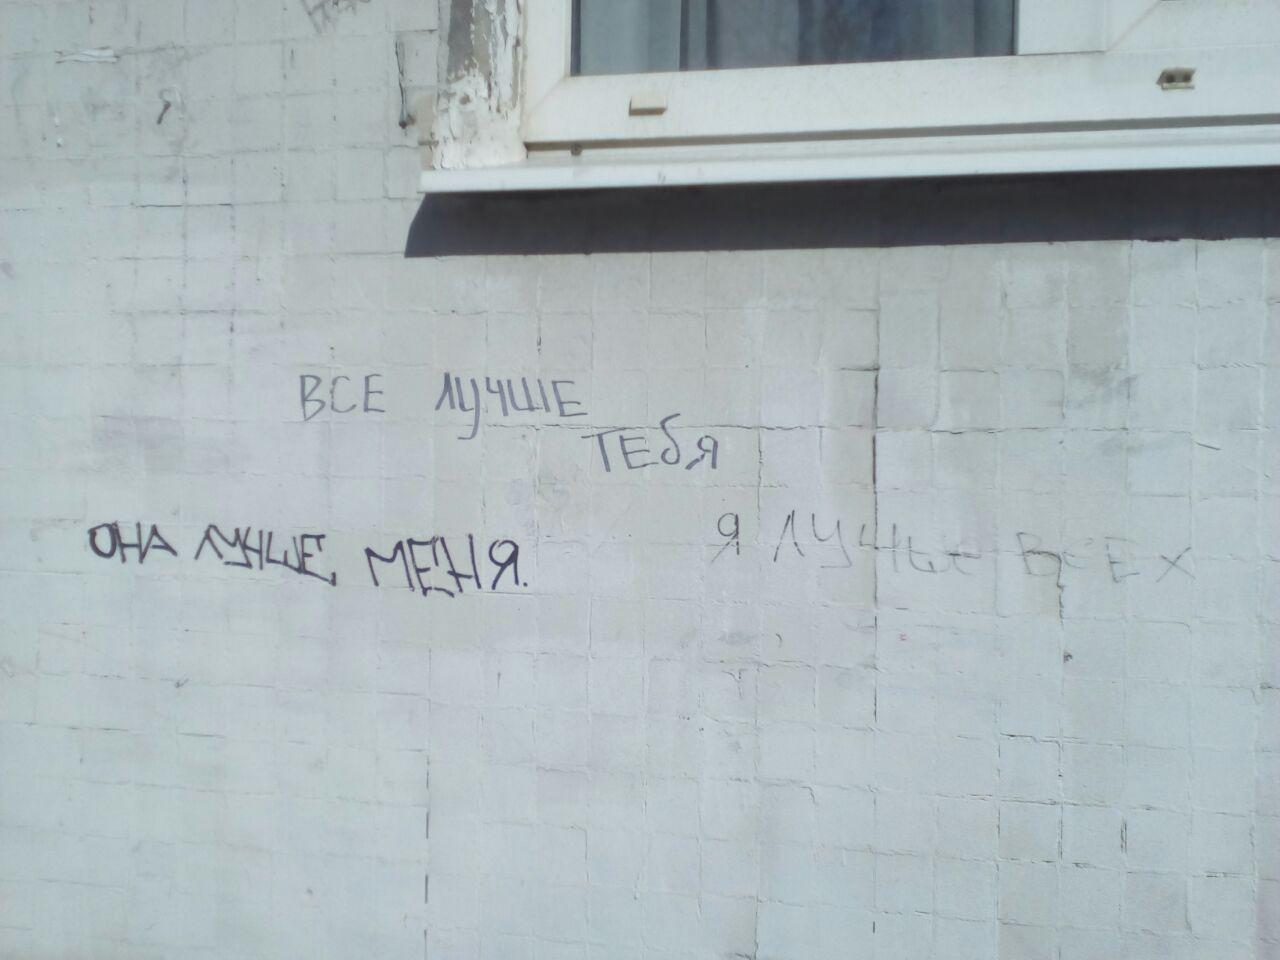 ВСЕ ЛУЧШЕ
ТЕБЯ
ОНА ЛУЧШЕ МЕНЯ.
Я ЛУЧШЕ ВСЕХ